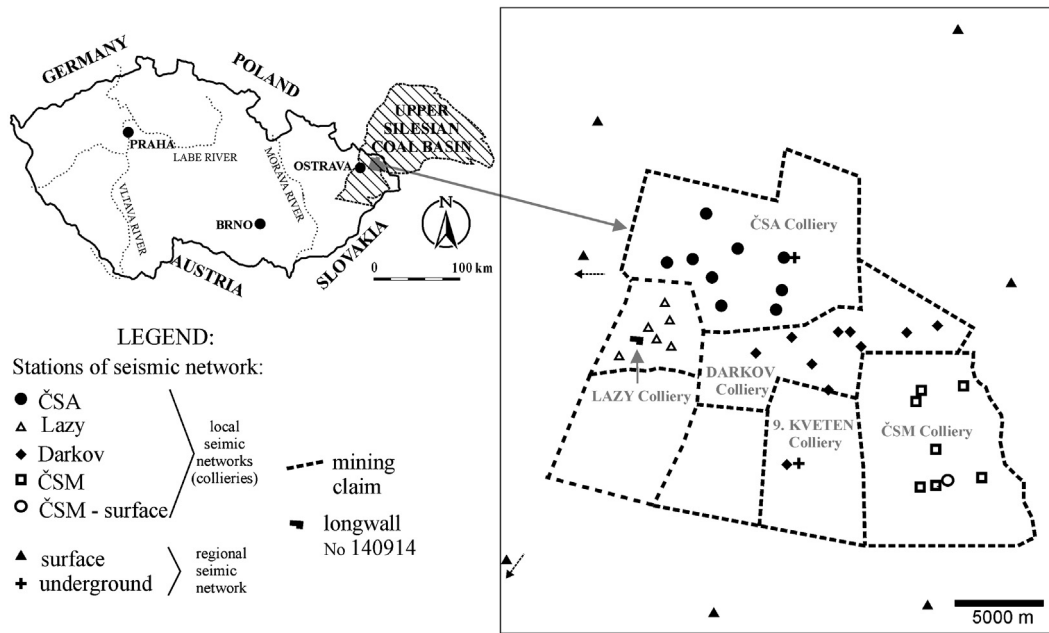 GERMANY
POLAND
UPPER
SILESIAN
COAL BASIN
PRAHA
LABE RIVER
OSTRAVA
MORAVA RIVER
VLTAVA RIVER
BRNO
N
AUSTRIA
SLOVAKIA
0 100 km
LEGEND:
Stations of seismic network:
ČSA
Lazy
Darkov
ČSM
ČSM - surface
local
seimic
networks
(collieries)
surface
underground
regional
seismic
network
mining
claim
longwall
No 140914
ČSA Colliery
DARKOV
Colliery
LAZY Colliery
9. KVETEN
Colliery
ČSM Colliery
5000 m